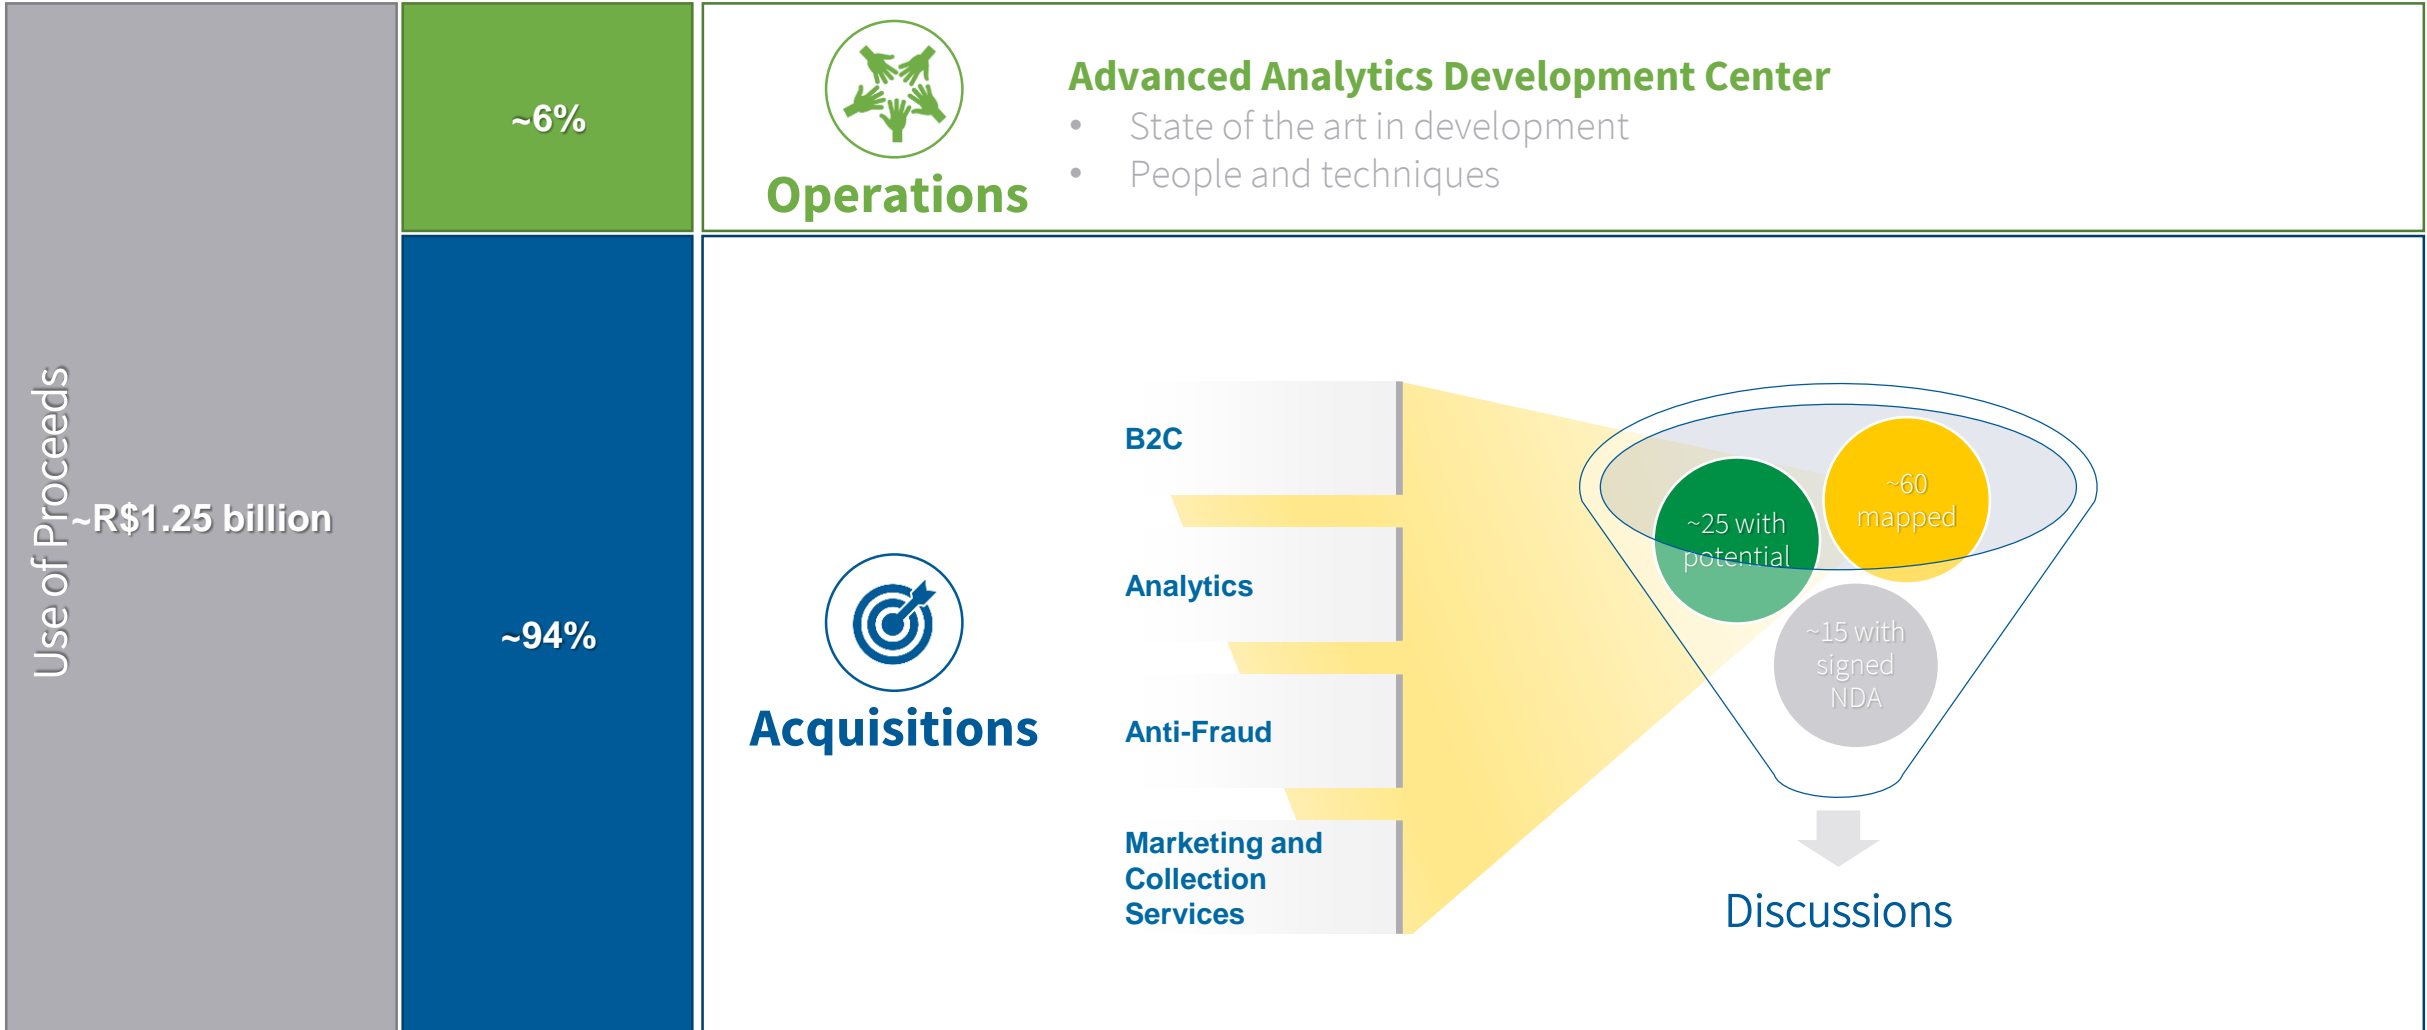 Use of Proceeds
~R$1.25 billion
~6%
Operations
Advanced Analytics Development Center
• State of the art in development
• People and techniques
~94%
Acquisitions
B2C
Analytics
Anti-Fraud
Marketing and
Collection
Services
~60
mapped
~25 with
potential
~15 with
signed
NDA
Discussions